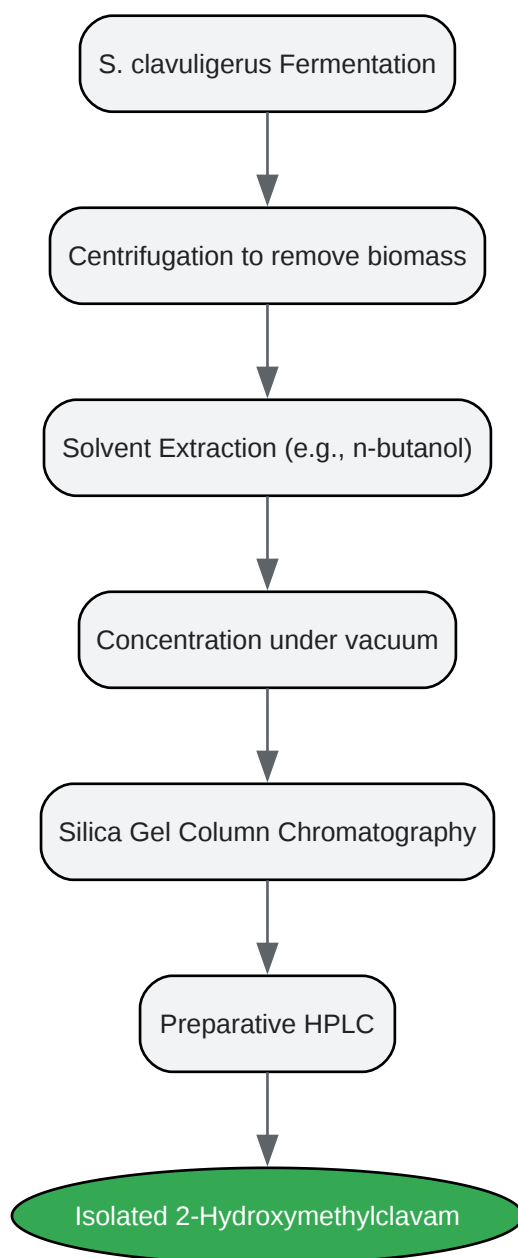 S. clavuligerus Fermentation
Centrifugation to remove biomass
Solvent Extraction (e.g., n-butanol)
Concentration under vacuum
Silica Gel Column Chromatography
Preparative HPLC
Isolated 2-Hydroxymethylclavam